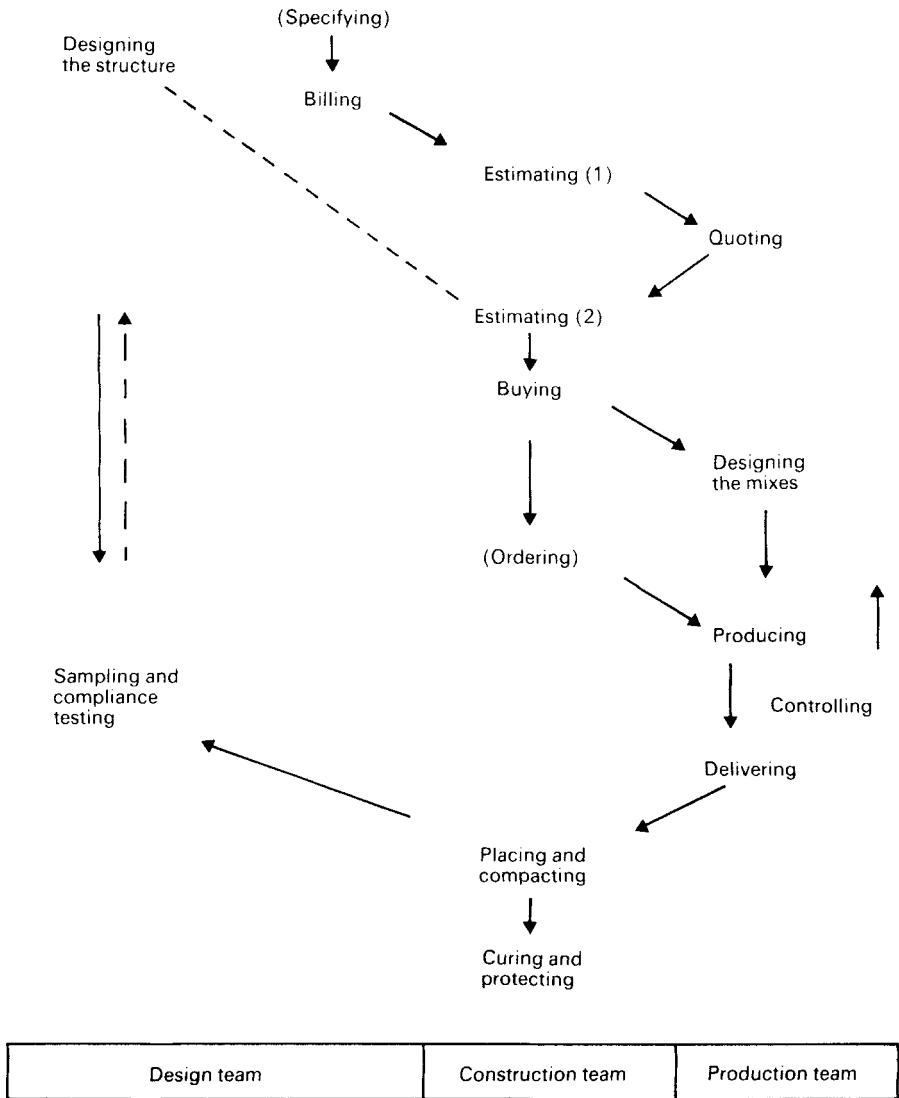 (Specifying)
Designing
the structure
Billing
Estimating (1)
Quoting
Estimating (2)
Buying
Designing
the mixes
(Ordering)
Producing
Sampling and
compliance
testing
Controlling
Delivering
Placing and
compacting
Curing and
protecting
Design team
Construction team
Production team